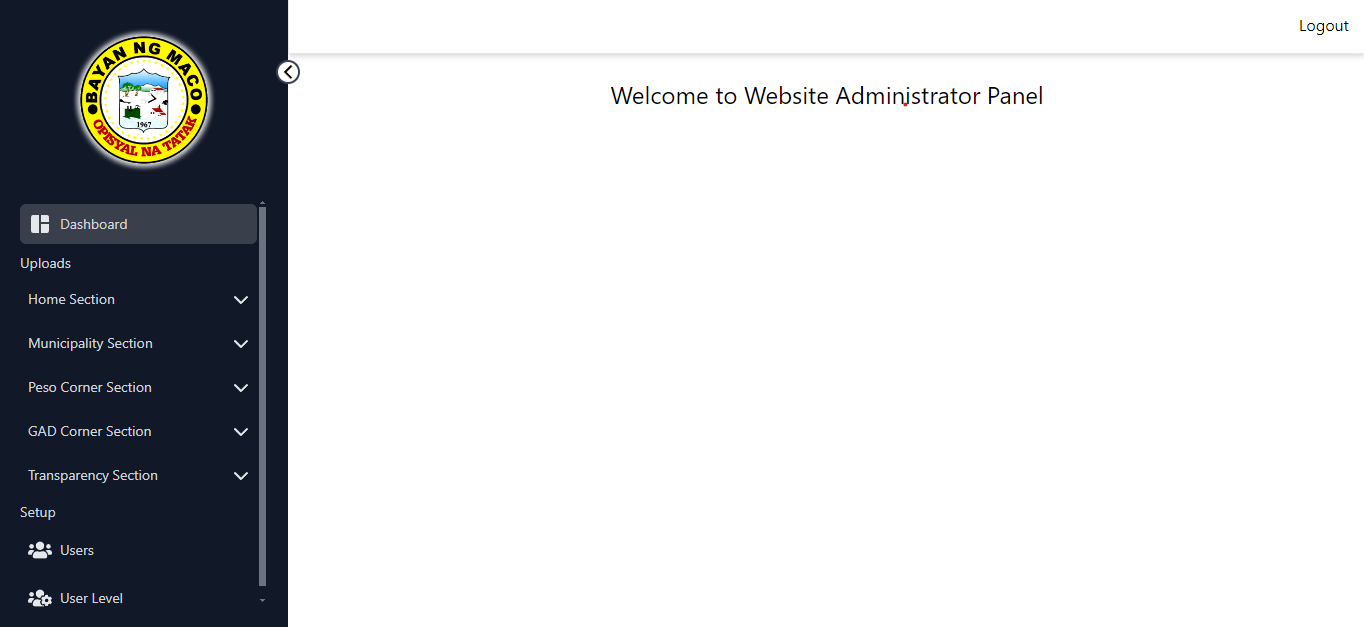 BAYAN NG MACO
1967
OPISYAL NA TATAK
Logout
Welcome to Website Administrator Panel
Dashboard
Uploads
Home Section
Municipality Section
Peso Corner Section
GAD Corner Section
Transparency Section
Setup
Users
User Level